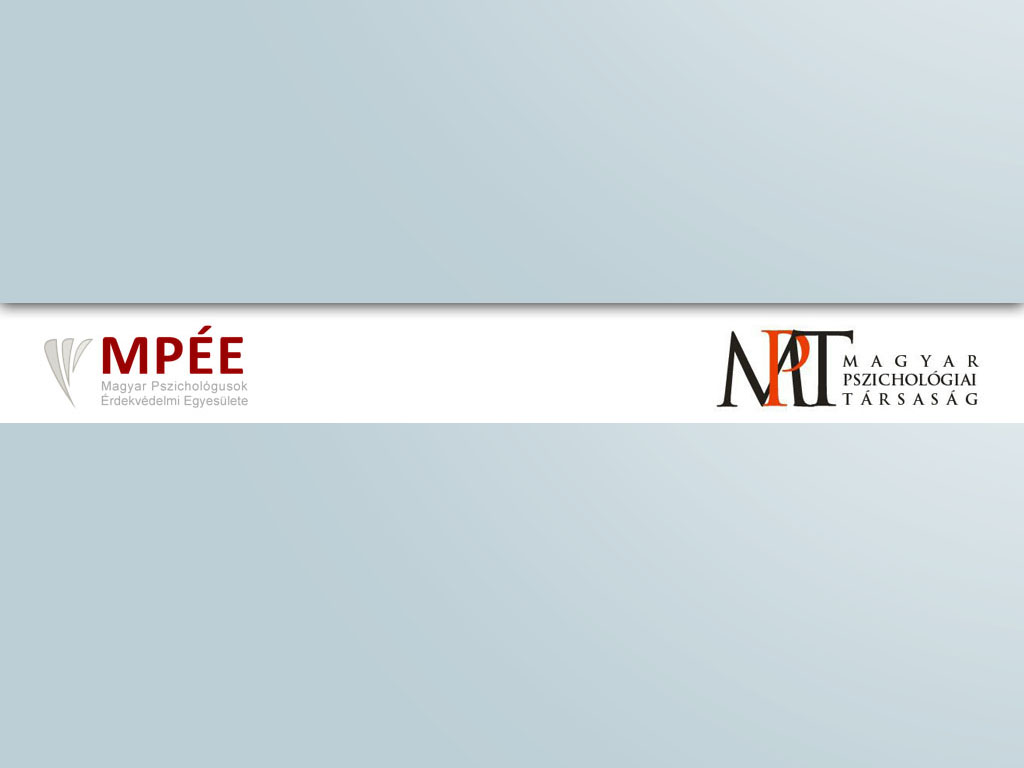 MPÉE
Magyar Pszichológusok
Érdekvédelmi Egyesülete
MPT
MAGYAR
PSZICHOLÓGIAI
TÁRSASÁG